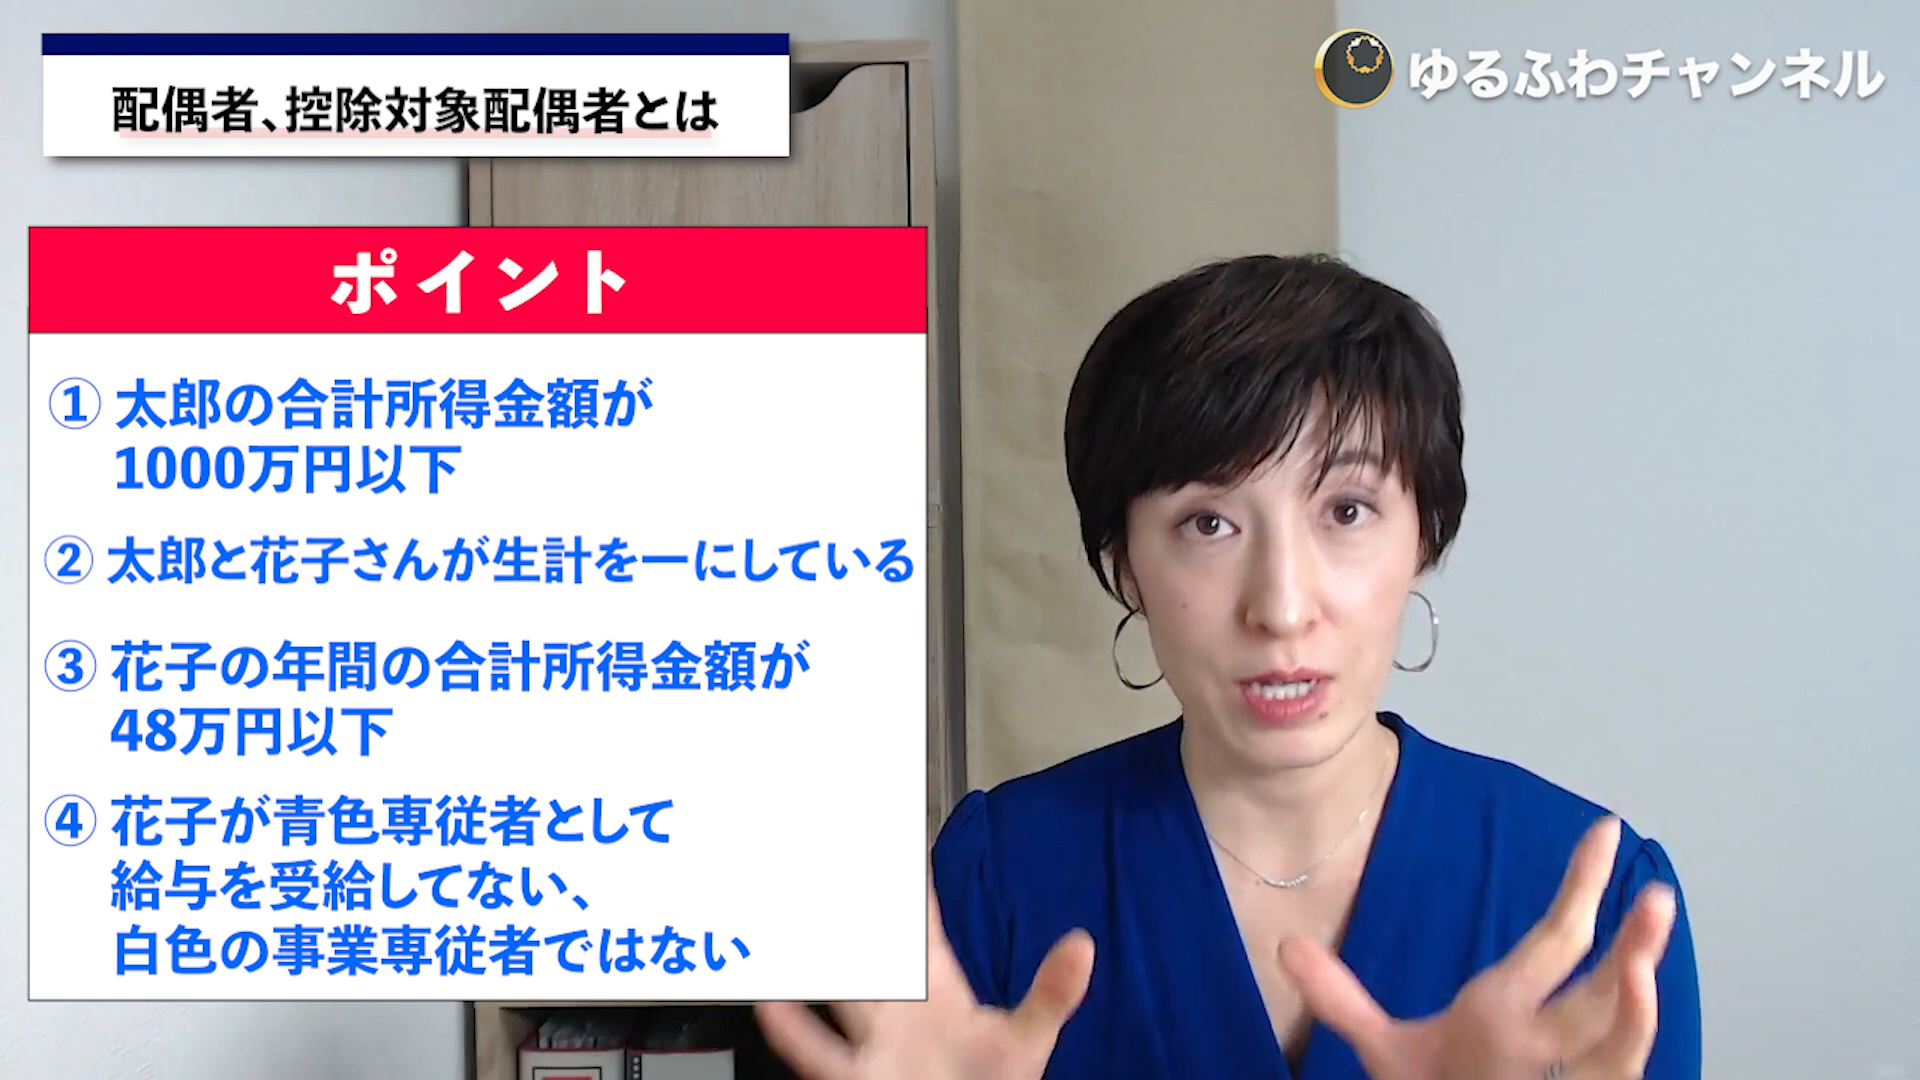 配偶者、控除対象配偶者とは
ゆるふわチャンネル
ポイント
① 太郎の合計所得金額が
1000万円以下
② 太郎と花子さんが生計を一にしている
③ 花子の年間の合計所得金額が
48万円以下
④ 花子が青色専従者として
給与を受給してない、
白色の事業専従者ではない